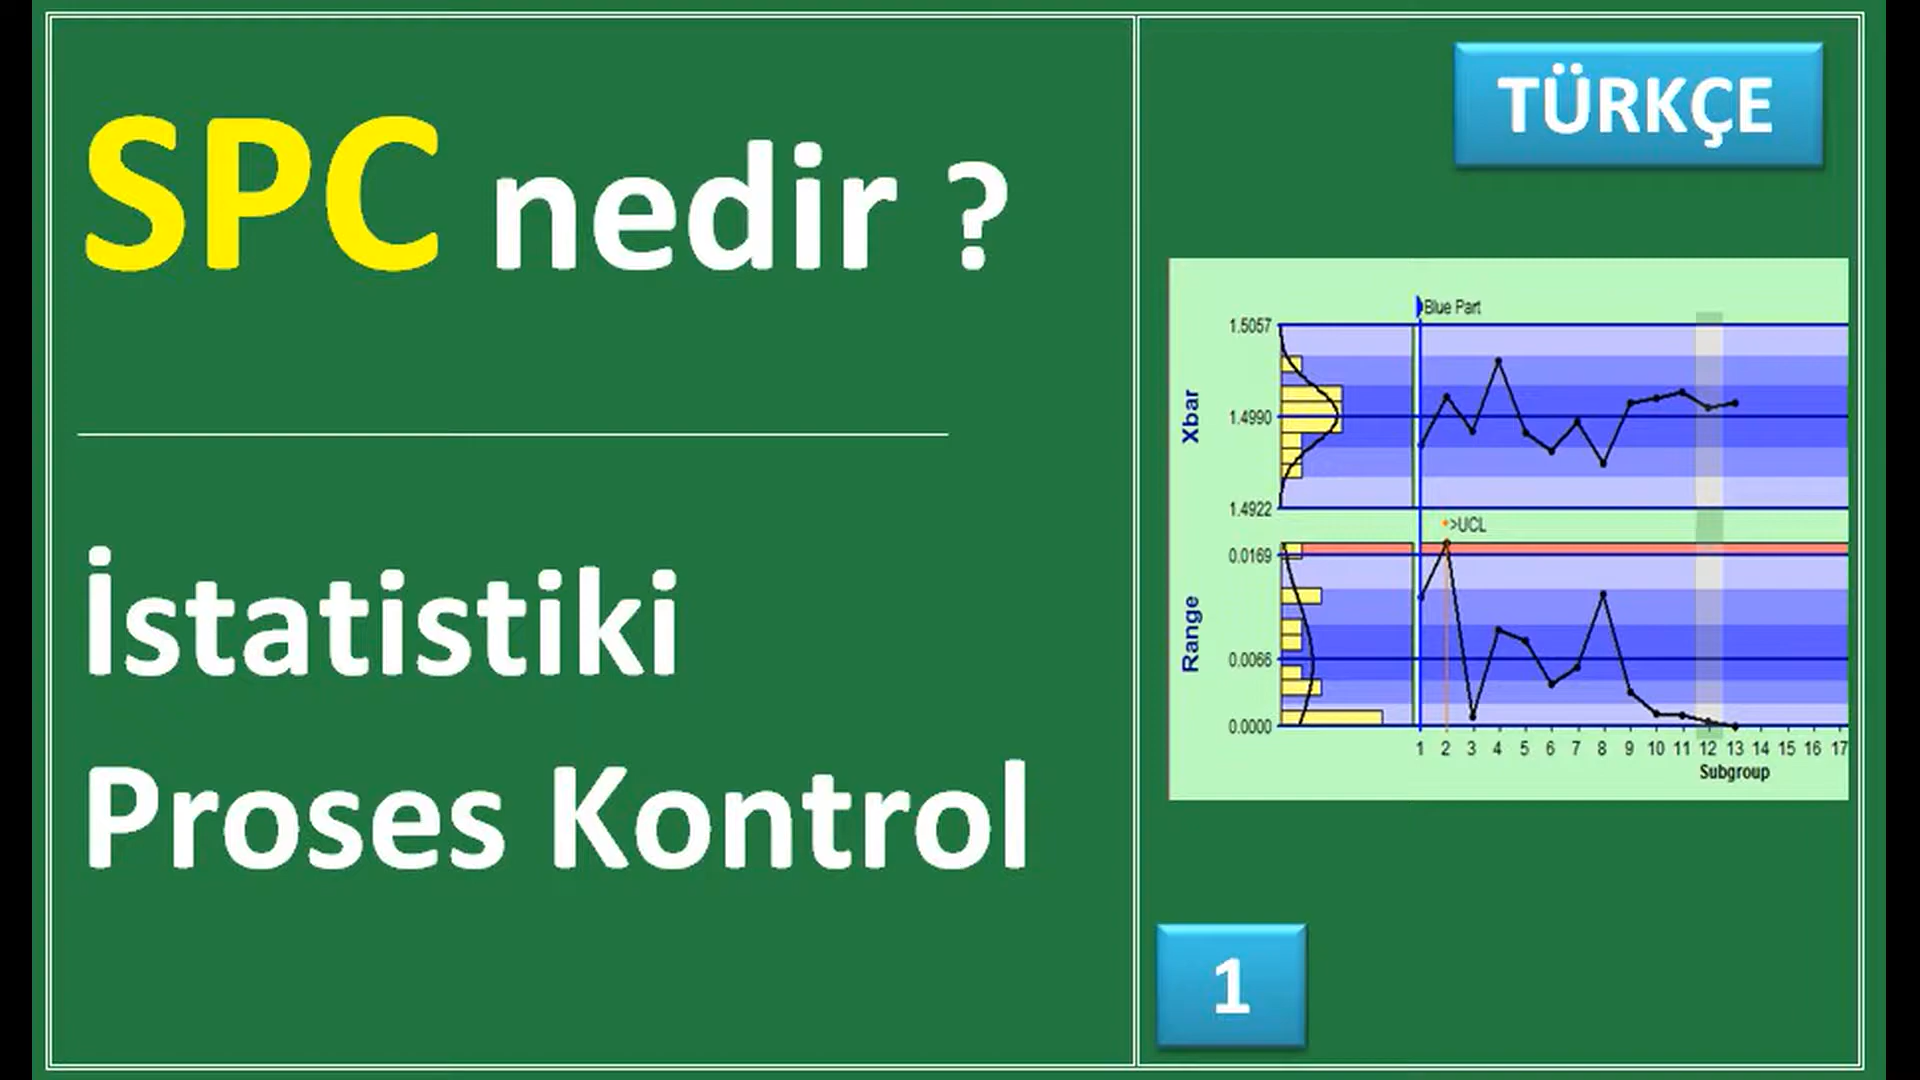 SPC nedir ?
İstatistiki
Proses Kontrol
TÜRKÇE
Blue Part
1.5057
Xbar
1.4990
1.4922
>UCL
0.0169
Range
0.0066
0.0000
1 2 3 4 5 6 7 8 9 10 11 12 13 14 15 16 17
Subgroup
1